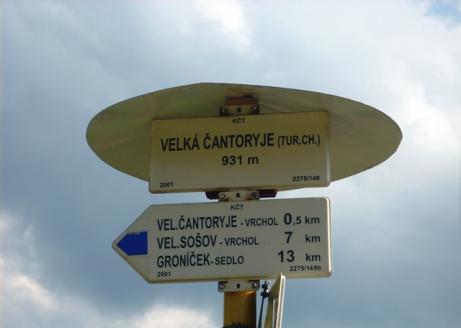 KČT
VELKÁ ČANTORYJE (TUR.CH.)
931 m
2001 2275/149
KČT
VEL.ČANTORYJE - VRCHOL 0,5 km
VEL.SOŠOV - VRCHOL 7 km
GRONÍČEK - SEDLO 13 km
2001 2275/149b